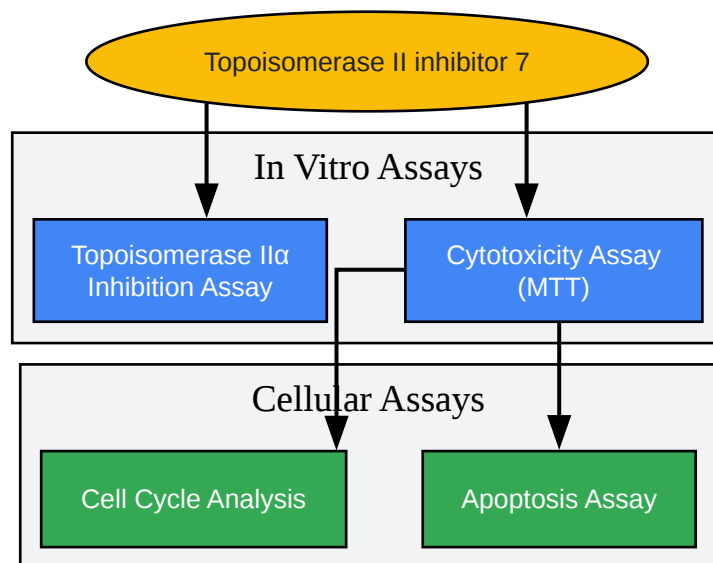 Topoisomerase II inhibitor 7
In Vitro Assays
Topoisomerase IIα
Inhibition Assay
Cytotoxicity Assay
(MTT)
Cellular Assays
Cell Cycle Analysis
Apoptosis Assay